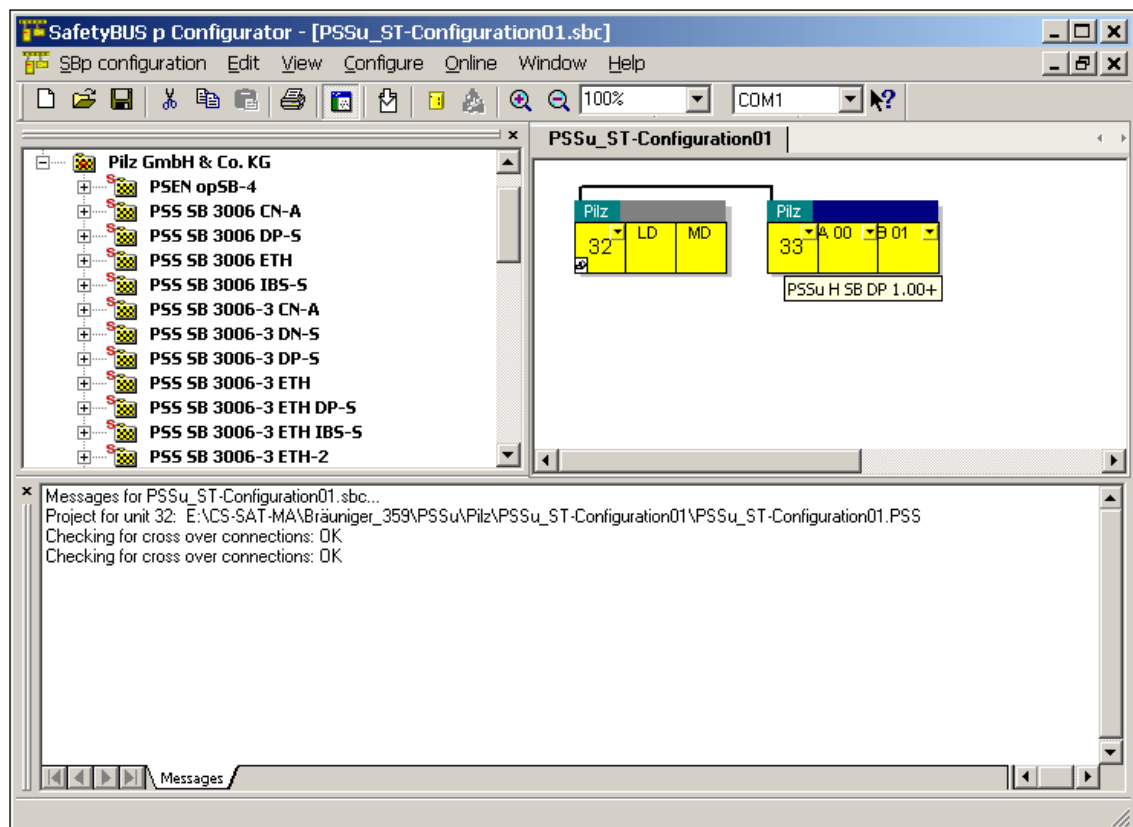 SafetyBUS p Configurator - [PSSu_ST-Configuration01.sbc]
SBp configuration Edit View Configure Online Window Help
100% COM1
PSSu_ST-Configuration01
Pilz GmbH & Co. KG
PSEN opSB-4
PSS SB 3006 CN-A
PSS SB 3006 DP-S
PSS SB 3006 ETH
PSS SB 3006 IBS-S
PSS SB 3006-3 CN-A
PSS SB 3006-3 DN-S
PSS SB 3006-3 DP-S
PSS SB 3006-3 ETH
PSS SB 3006-3 ETH DP-S
PSS SB 3006-3 ETH IBS-S
PSS SB 3006-3 ETH-2
Pilz
32 LD MD
Pilz
33 A 00 B 01
PSSu H SB DP 1.00+
Messages for PSSu_ST-Configuration01.sbc...
Project for unit 32: E:\CS-SAT-MA\Bräuniger_359\PSSu\Pilz\PSSu_ST-Configuration01\PSSu_ST-Configuration01.PSS
Checking for cross over connections: OK
Checking for cross over connections: OK
Messages